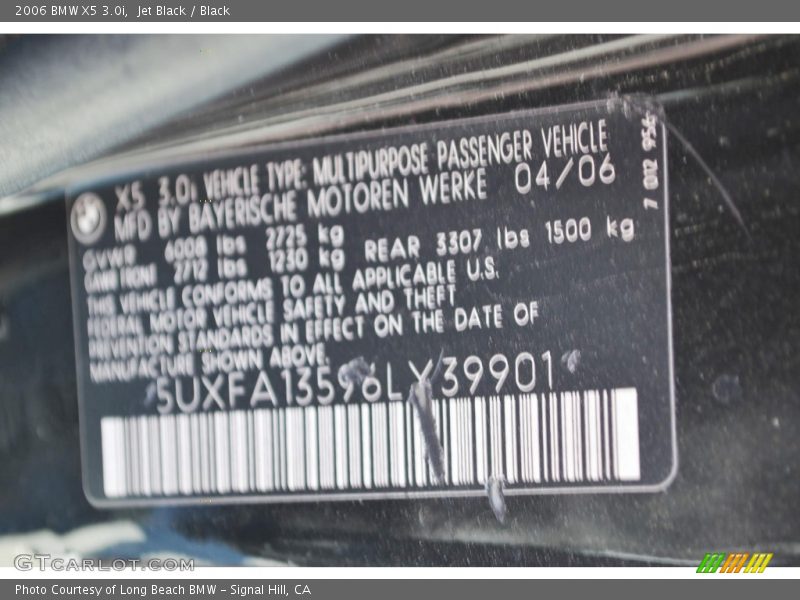 2006 BMW X5 3.0i, Jet Black / Black
X5 3.0i VEHICLE TYPE: MULTIPURPOSE PASSENGER VEHICLE
MFD BY BAYERISCHE MOTOREN WERKE 04/06
7 002 956
GVWR 6008 lbs 2725 kg
GAWR FRONT 2712 lbs 1230 kg REAR 3307 lbs 1500 kg
THIS VEHICLE CONFORMS TO ALL APPLICABLE U.S.
FEDERAL MOTOR VEHICLE SAFETY AND THEFT
PREVENTION STANDARDS IN EFFECT ON THE DATE OF
MANUFACTURE SHOWN ABOVE.
5UXFA13596LY39901
GTCARLOT.COM
Photo Courtesy of Long Beach BMW - Signal Hill, CA